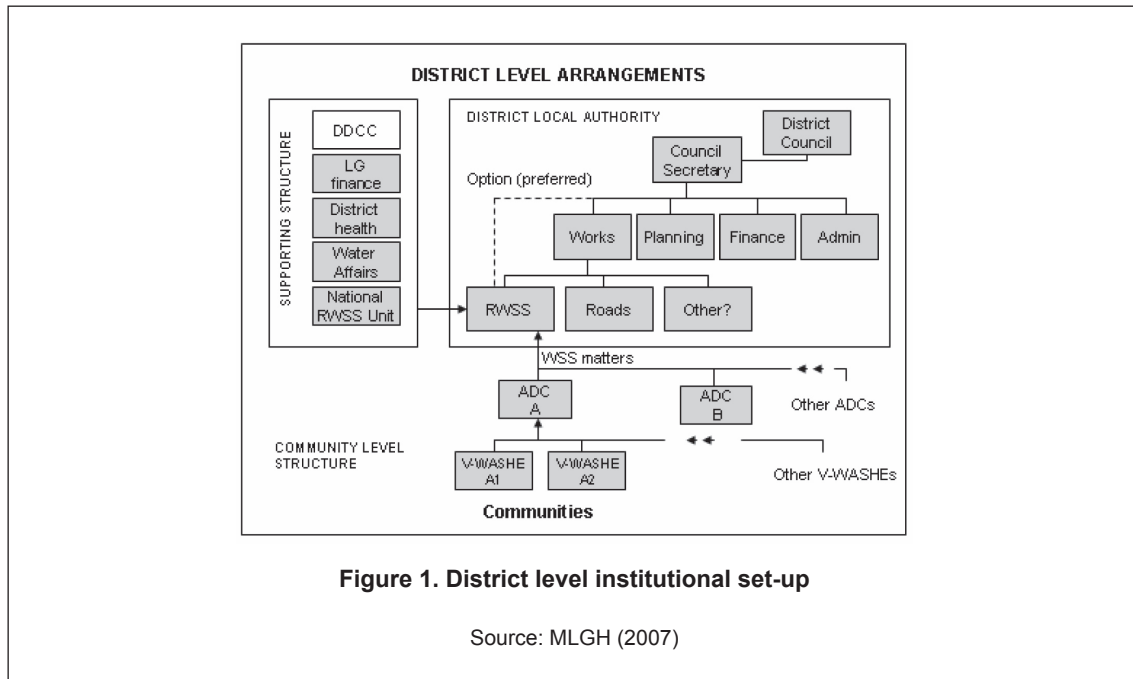 DISTRICT LEVEL ARRANGEMENTS
SUPPORTING STRUCTURE
DDCC
LG
finance
District
health
Water
Affairs
National
RWSS Unit
DISTRICT LOCAL AUTHORITY
District
Council
Council
Secretary
Option (preferred)
Works
Planning
Finance
Admin
RWSS
Roads
Other?
WSS matters
ADC
A
ADC
B
Other ADCs
COMMUNITY LEVEL
STRUCTURE
V-WASHE
A1
V-WASHE
A2
Other V-WASHEs
Communities
Figure 1. District level institutional set-up
Source: MLGH (2007)